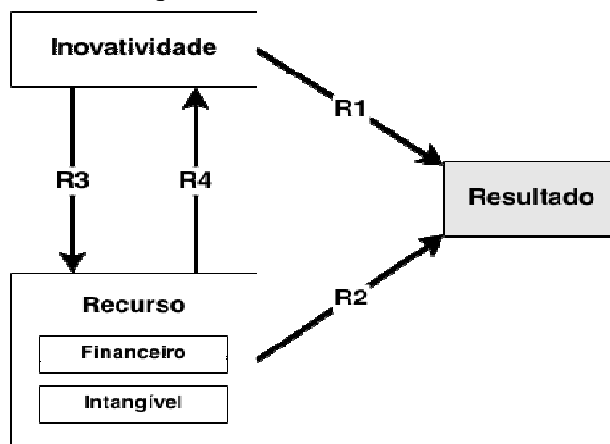 Inovatividade
R1
R3
R4
Resultado
R2
Recurso
Financeiro
Intangível